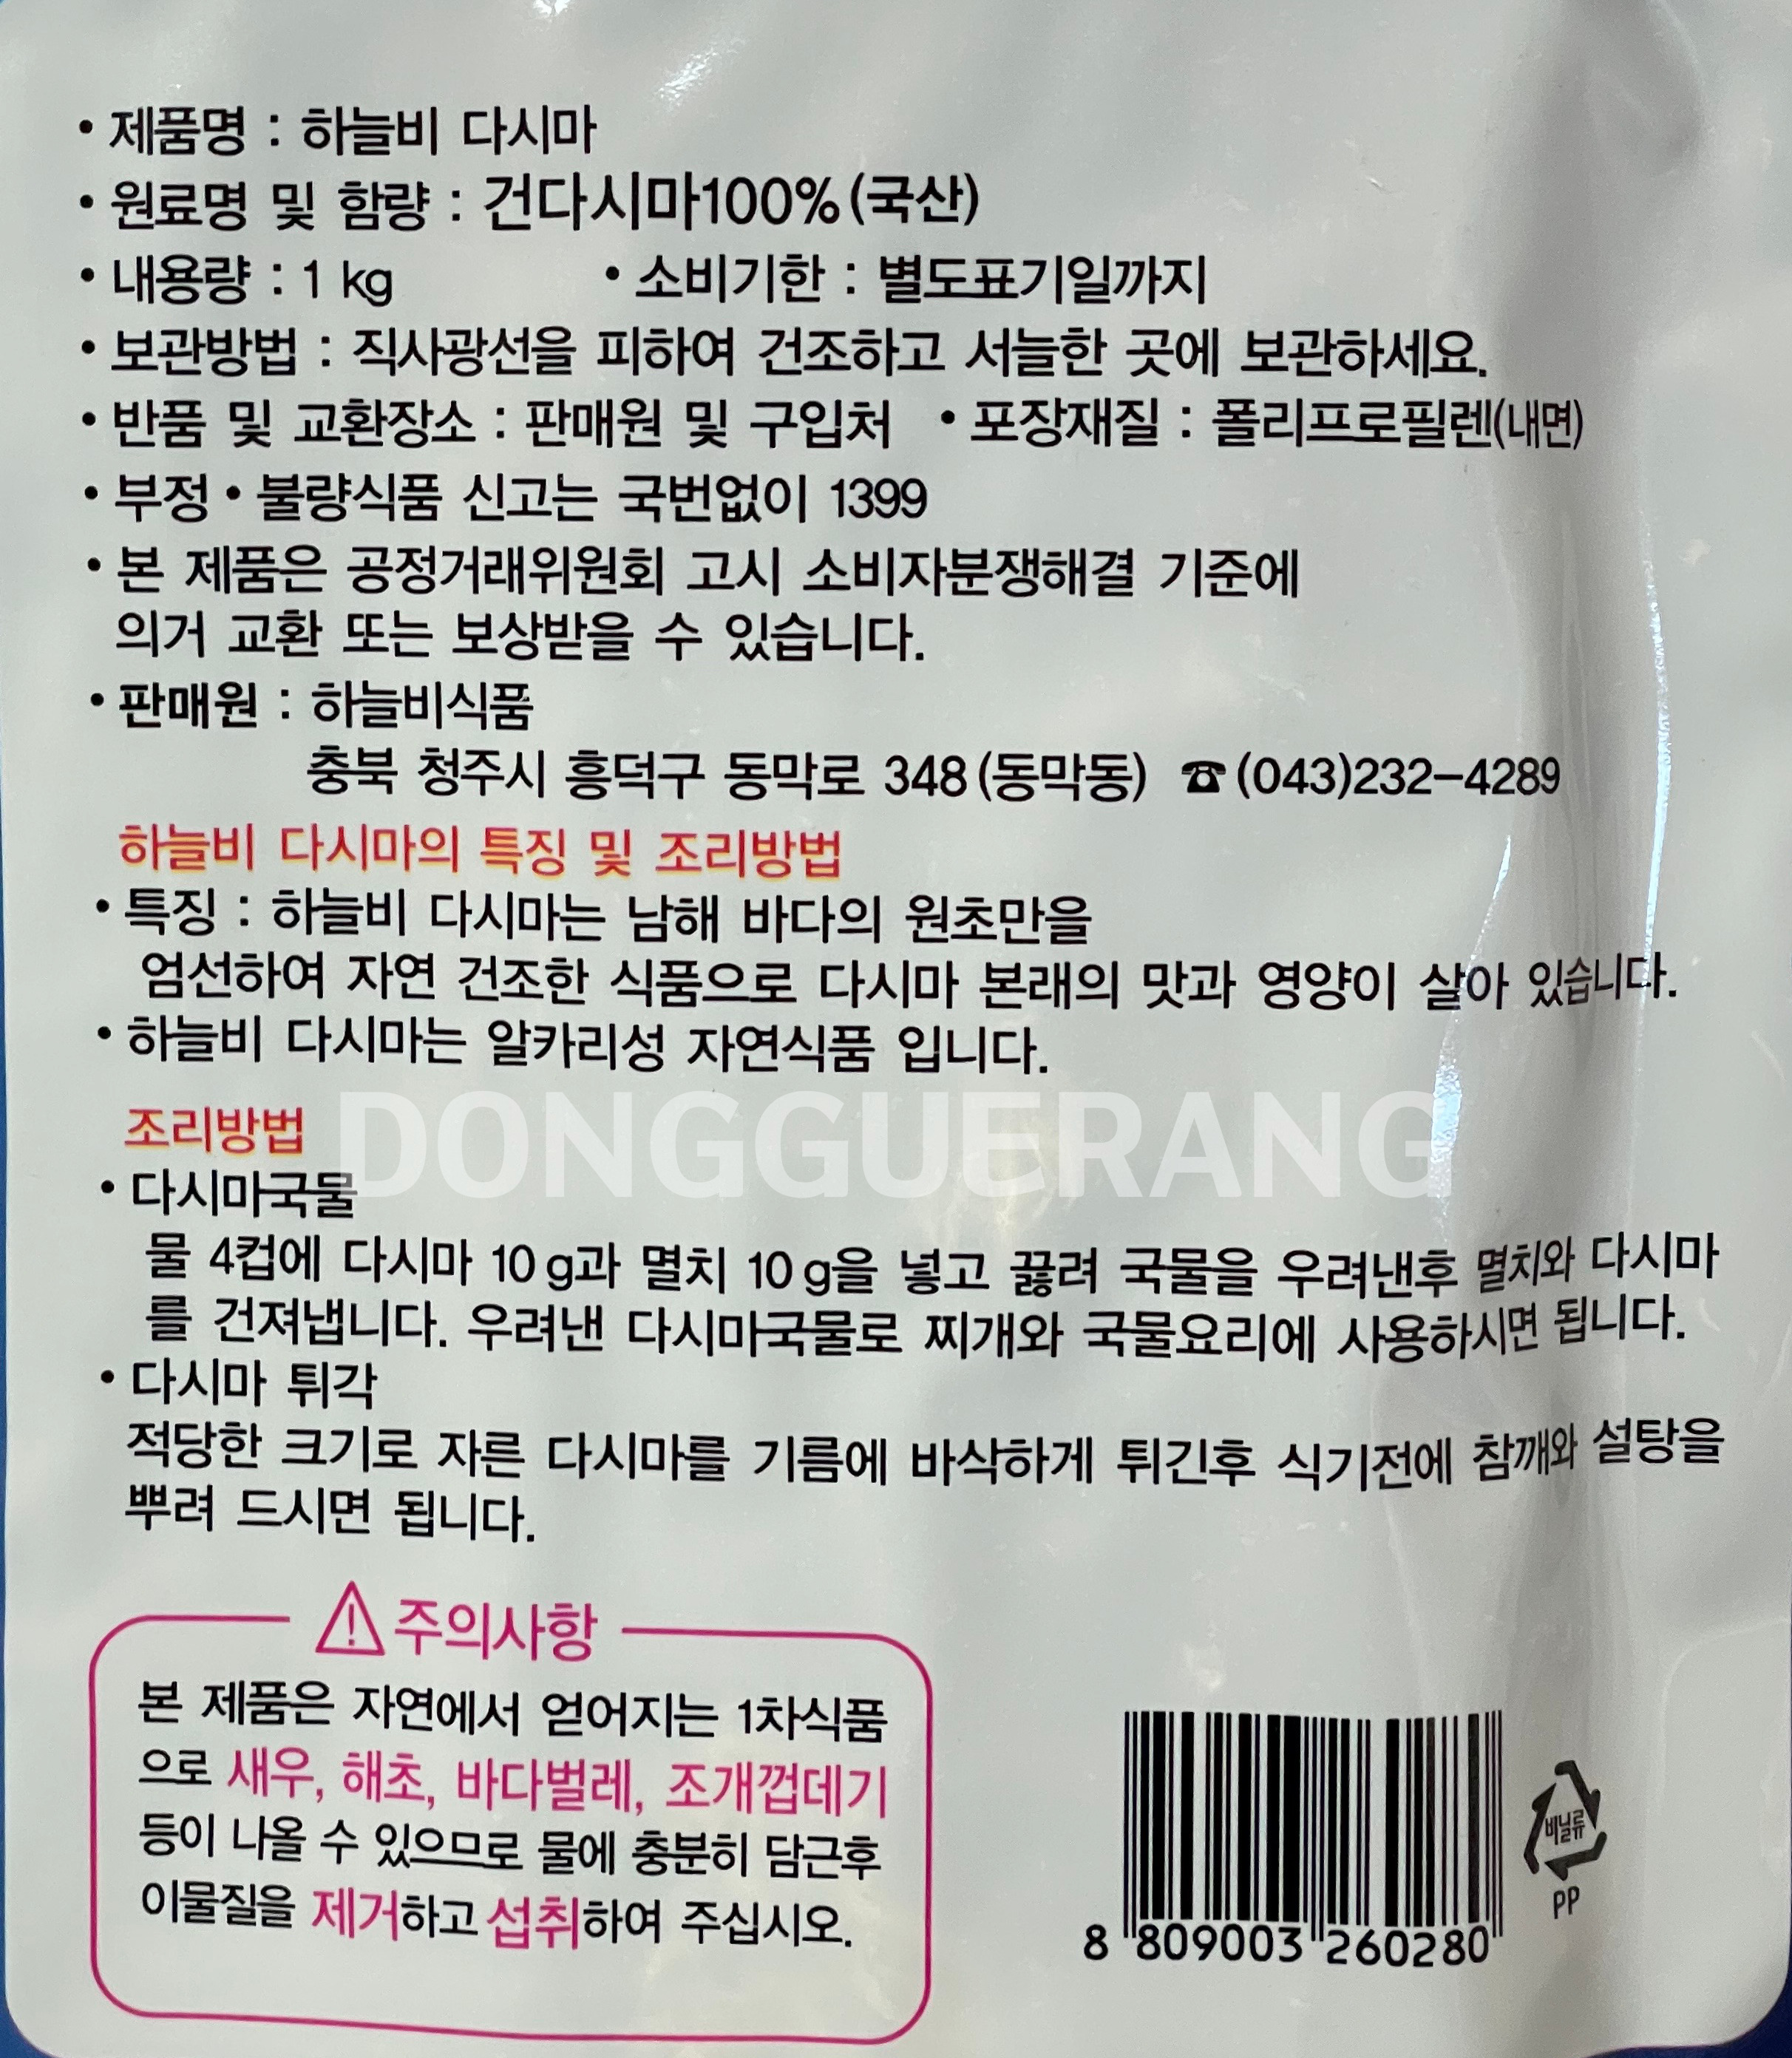 • 제품명 : 하늘비 다시마
• 원료명 및 함량 : 건다시마100%(국산)
• 내용량 : 1 kg • 소비기한 : 별도표기일까지
• 보관방법 : 직사광선을 피하여 건조하고 서늘한 곳에 보관하세요.
• 반품 및 교환장소 : 판매원 및 구입처 • 포장재질 : 폴리프로필렌(내면)
• 부정•불량식품 신고는 국번없이 1399
• 본 제품은 공정거래위원회 고시 소비자분쟁해결 기준에
의거 교환 또는 보상받을 수 있습니다.
• 판매원 : 하늘비식품
충북 청주시 흥덕구 동막로 348(동막동) ☎(043)232-4289
하늘비 다시마의 특징 및 조리방법
• 특징 : 하늘비 다시마는 남해 바다의 원초만을
엄선하여 자연 건조한 식품으로 다시마 본래의 맛과 영양이 살아 있습니다.
• 하늘비 다시마는 알카리성 자연식품 입니다.
DONGGUERANG
조리방법
• 다시마국물
물 4컵에 다시마 10g과 멸치 10g을 넣고 끓려 국물을 우려낸후 멸치와 다시마
를 건져냅니다. 우려낸 다시마국물로 찌개와 국물요리에 사용하시면 됩니다.
• 다시마 튀각
적당한 크기로 자른 다시마를 기름에 바삭하게 튀긴후 식기전에 참깨와 설탕을
뿌려 드시면 됩니다.
⚠주의사항
본 제품은 자연에서 얻어지는 1차식품
으로 새우, 해초, 바다벌레, 조개껍데기
등이 나올 수 있으므로 물에 충분히 담근후
이물질을 제거하고 섭취하여 주십시오.
비닐류
PP
8 809003 260280